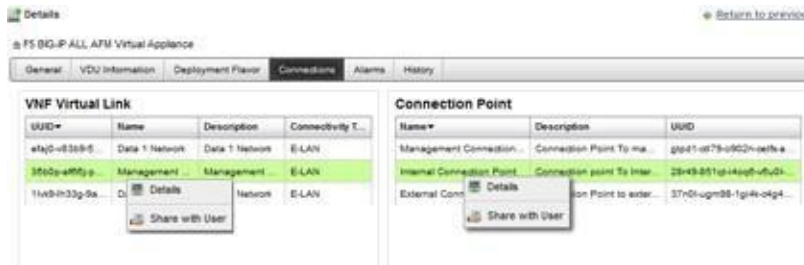 Details
Return to previou
F5 BIG-IP ALL AFM Virtual Appliance
General VDU Information Deployment Flavor Connections Alarms History
VNF Virtual Link
UUID Name Description Connectivity T...
Data 1 Network Data 1 Network E-LAN
Management ... Management ... E-LAN
Network E-LAN
Details
Share with User
Connection Point
Name Description UUID
Management Connection... Connection Point To ma...
Internal Connection Point Connection Point To Inter...
External Conn ion Point to exter...
Details
Share with User